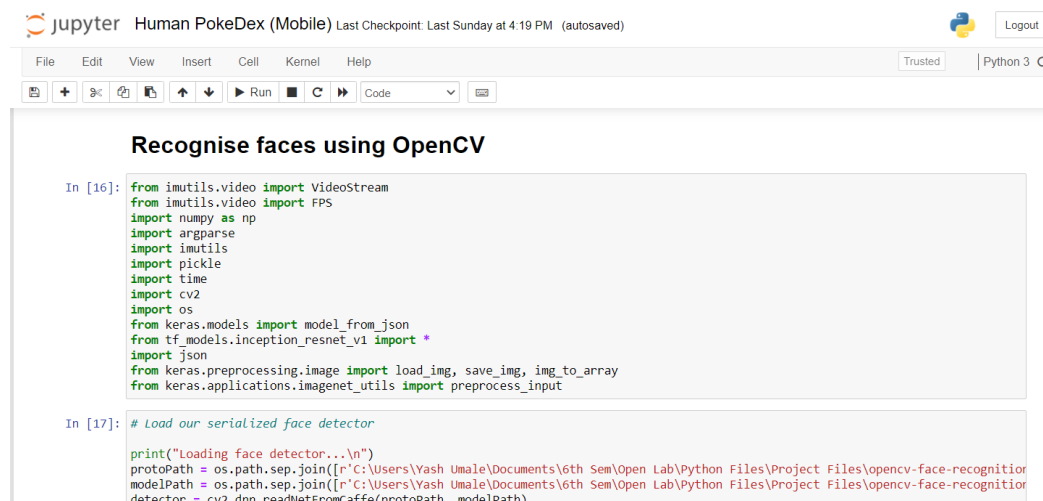 jupyter Human PokeDex (Mobile) Last Checkpoint: Last Sunday at 4:19 PM (autosaved) Logout
File Edit View Insert Cell Kernel Help Trusted Python 3
Run Code
Recognise faces using OpenCV
In [16]: from imutils.video import VideoStream
from imutils.video import FPS
import numpy as np
import argparse
import imutils
import pickle
import time
import cv2
import os
from keras.models import model_from_json
from tf_models.inception_resnet_v1 import *
import json
from keras.preprocessing.image import load_img, save_img, img_to_array
from keras.applications.imagenet_utils import preprocess_input
In [17]: # Load our serialized face detector
print("Loading face detector...\n")
protoPath = os.path.sep.join([r'C:\Users\Yash Umale\Documents\6th Sem\Open Lab\Python Files\Project Files\opencv-face-recognition
modelPath = os.path.sep.join([r'C:\Users\Yash Umale\Documents\6th Sem\Open Lab\Python Files\Project Files\opencv-face-recognition
detector = cv2.dnn.readNetFromCaffe(protoPath, modelPath)